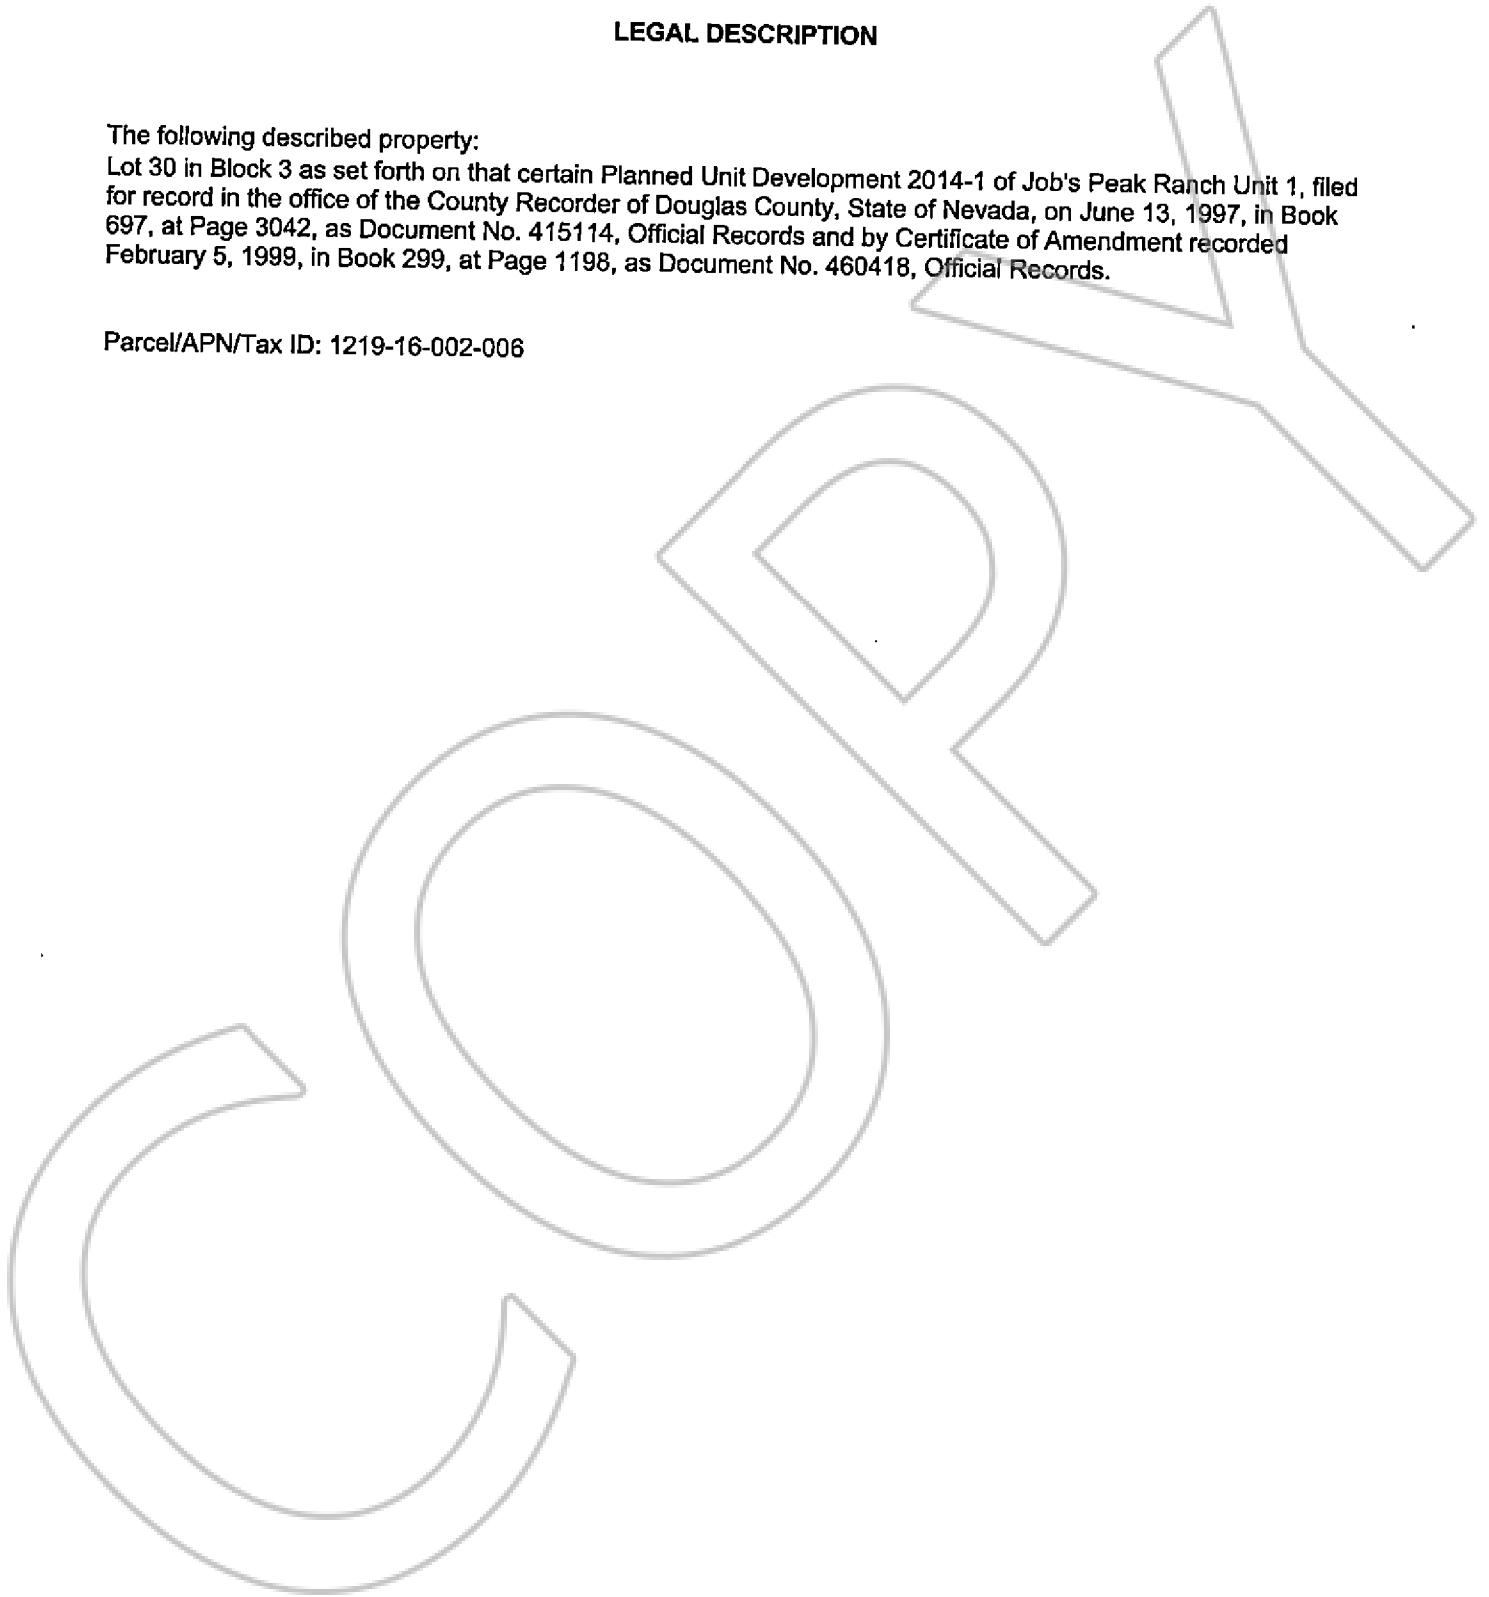 LEGAL DESCRIPTION
The following described property:
Lot 30 in Block 3 as set forth on that certain Planned Unit Development 2014-1 of Job's Peak Ranch Unit 1, filed
for record in the office of the County Recorder of Douglas County, State of Nevada, on June 13, 1997, in Book
697, at Page 3042, as Document No. 415114, Official Records and by Certificate of Amendment recorded
February 5, 1999, in Book 299, at Page 1198, as Document No. 460418, Official Records.
Parcel/APN/Tax ID: 1219-16-002-006
COPY